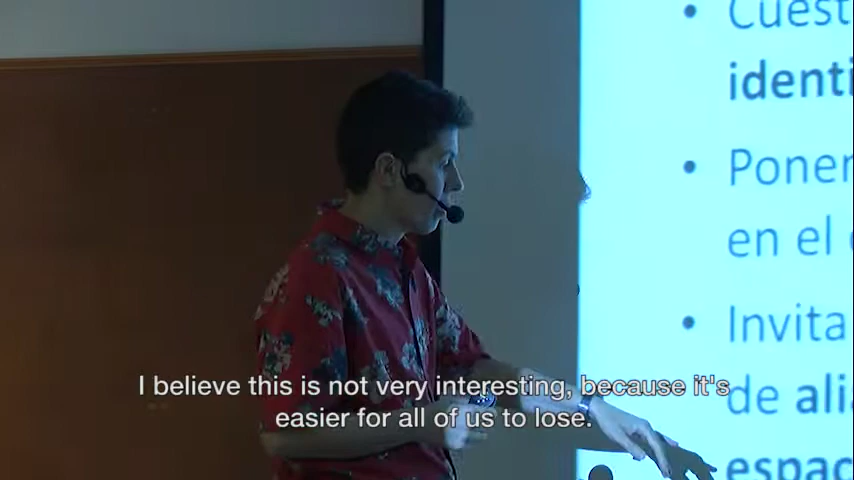 Cuest
identi
Poner
en el
Invita
de alia
espac
I believe this is not very interesting, because it's
easier for all of us to lose.